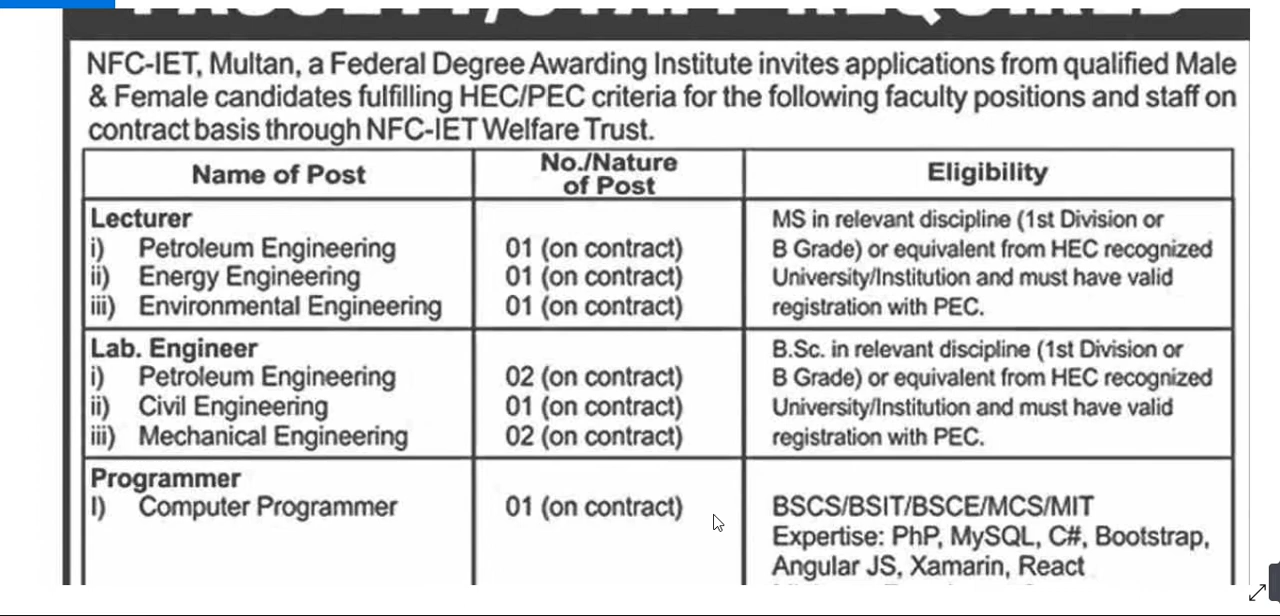 FACULTY/STAFF REQUIRED
NFC-IET, Multan, a Federal Degree Awarding Institute invites applications from qualified Male
& Female candidates fulfilling HEC/PEC criteria for the following faculty positions and staff on
contract basis through NFC-IET Welfare Trust.
Name of Post
No./Nature
of Post
Eligibility
Lecturer
i) Petroleum Engineering
ii) Energy Engineering
iii) Environmental Engineering
01 (on contract)
01 (on contract)
01 (on contract)
MS in relevant discipline (1st Division or
B Grade) or equivalent from HEC recognized
University/Institution and must have valid
registration with PEC.
Lab. Engineer
i) Petroleum Engineering
ii) Civil Engineering
iii) Mechanical Engineering
02 (on contract)
01 (on contract)
02 (on contract)
B.Sc. in relevant discipline (1st Division or
B Grade) or equivalent from HEC recognized
University/Institution and must have valid
registration with PEC.
Programmer
I) Computer Programmer
01 (on contract)
BSCS/BSIT/BSCE/MCS/MIT
Expertise: PhP, MySQL, C#, Bootstrap,
Angular JS, Xamarin, React